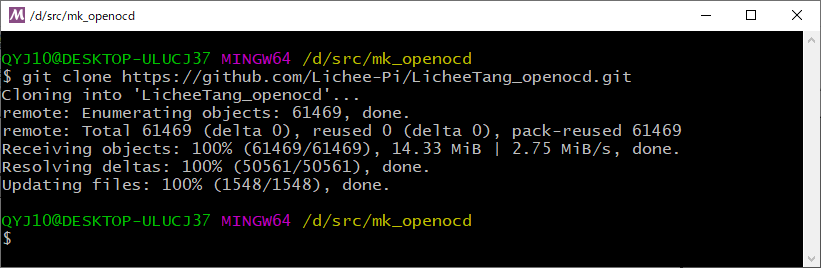 M /d/src/mk_openocd
QYJ10@DESKTOP-ULUCJ37 MINGW64 /d/src/mk_openocd
$ git clone https://github.com/Lichee-Pi/LicheeTang_openocd.git
Cloning into 'LicheeTang_openocd'...
remote: Enumerating objects: 61469, done.
remote: Total 61469 (delta 0), reused 0 (delta 0), pack-reused 61469
Receiving objects: 100% (61469/61469), 14.33 MiB | 2.75 MiB/s, done.
Resolving deltas: 100% (50561/50561), done.
Updating files: 100% (1548/1548), done.
QYJ10@DESKTOP-ULUCJ37 MINGW64 /d/src/mk_openocd
$